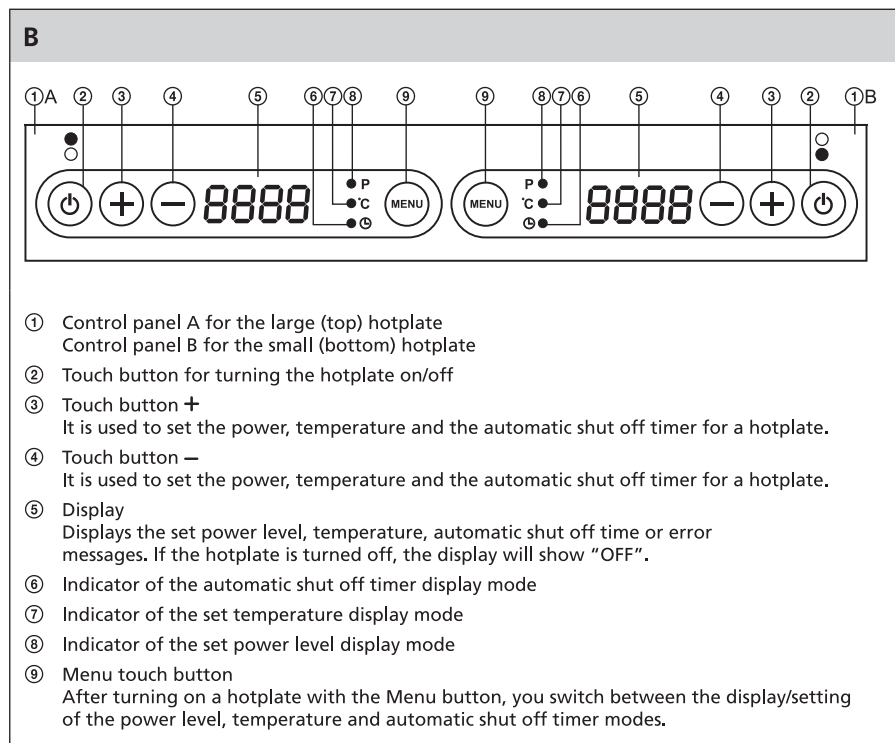 B
①A ② ③ ④ ⑤ ⑥⑦⑧ ⑨ ⑨ ⑧⑦⑥ ⑤ ④ ③ ② ①B
P P
+ − 8888 °C MENU MENU °C 8888 − +
① Control panel A for the large (top) hotplate
Control panel B for the small (bottom) hotplate
② Touch button for turning the hotplate on/off
③ Touch button +
It is used to set the power, temperature and the automatic shut off timer for a hotplate.
④ Touch button −
It is used to set the power, temperature and the automatic shut off timer for a hotplate.
⑤ Display
Displays the set power level, temperature, automatic shut off time or error
messages. If the hotplate is turned off, the display will show “OFF”.
⑥ Indicator of the automatic shut off timer display mode
⑦ Indicator of the set temperature display mode
⑧ Indicator of the set power level display mode
⑨ Menu touch button
After turning on a hotplate with the Menu button, you switch between the display/setting
of the power level, temperature and automatic shut off timer modes.